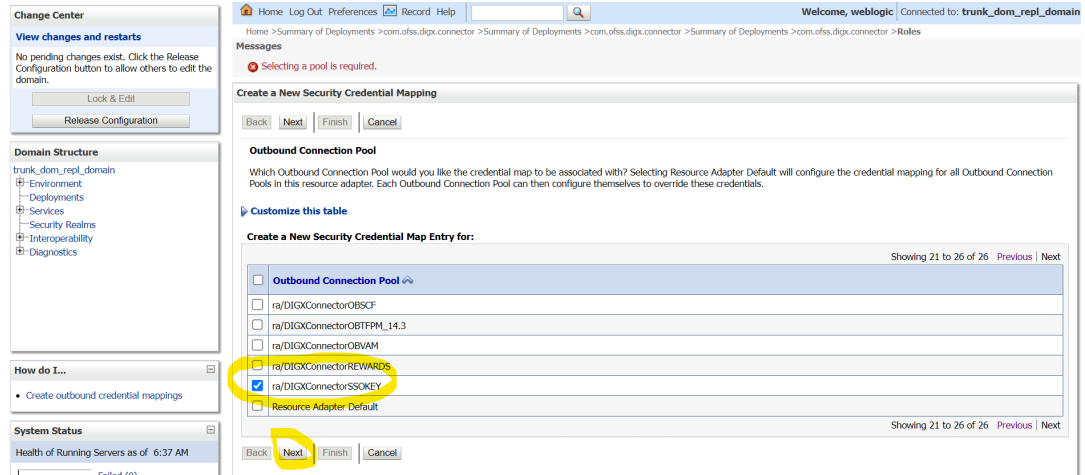 Change Center
View changes and restarts
No pending changes exist. Click the Release
Configuration button to allow others to edit the
domain.
Lock & Edit
Release Configuration
Domain Structure
trunk_dom_repl_domain
Environment
Deployments
Services
Security Realms
Interoperability
Diagnostics
How do I...
Create outbound credential mappings
System Status
Health of Running Servers as of 6:37 AM
Failed (0)
Home Log Out Preferences Record Help
Welcome, weblogic Connected to: trunk_dom_repl_domain
Home >Summary of Deployments >com.ofss.digx.connector >Summary of Deployments >com.ofss.digx.connector >Summary of Deployments >com.ofss.digx.connector >Roles
Messages
Selecting a pool is required.
Create a New Security Credential Mapping
Back Next Finish Cancel
Outbound Connection Pool
Which Outbound Connection Pool would you like the credential map to be associated with? Selecting Resource Adapter Default will configure the credential mapping for all Outbound Connection
Pools in this resource adapter. Each Outbound Connection Pool can then configure themselves to override these credentials.
Customize this table
Create a New Security Credential Map Entry for:
Showing 21 to 26 of 26 Previous | Next
Outbound Connection Pool
ra/DIGXConnectorOBSCF
ra/DIGXConnectorOBTFPM_14.3
ra/DIGXConnectorOBVAM
ra/DIGXConnectorREWARDS
ra/DIGXConnectorSSOKEY
Resource Adapter Default
Showing 21 to 26 of 26 Previous | Next
Back Next Finish Cancel